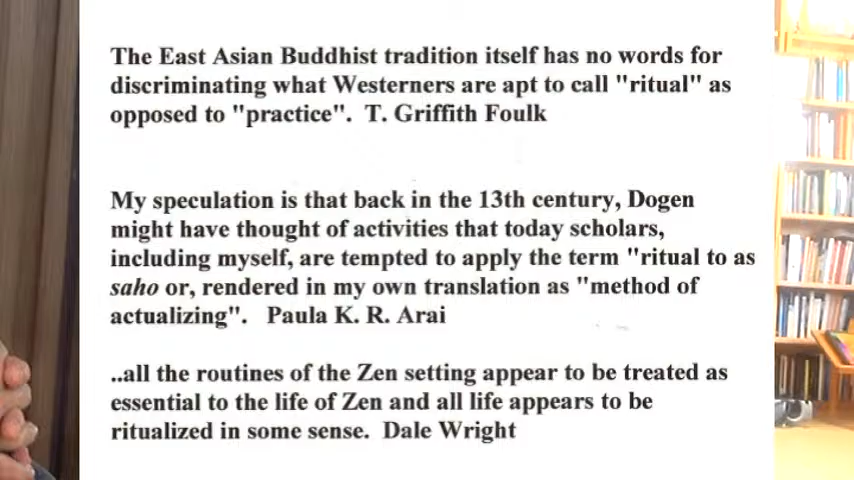 The East Asian Buddhist tradition itself has no words for
discriminating what Westerners are apt to call "ritual" as
opposed to "practice". T. Griffith Foulk
My speculation is that back in the 13th century, Dogen
might have thought of activities that today scholars,
including myself, are tempted to apply the term "ritual to as
saho or, rendered in my own translation as "method of
actualizing". Paula K. R. Arai
..all the routines of the Zen setting appear to be treated as
essential to the life of Zen and all life appears to be
ritualized in some sense. Dale Wright